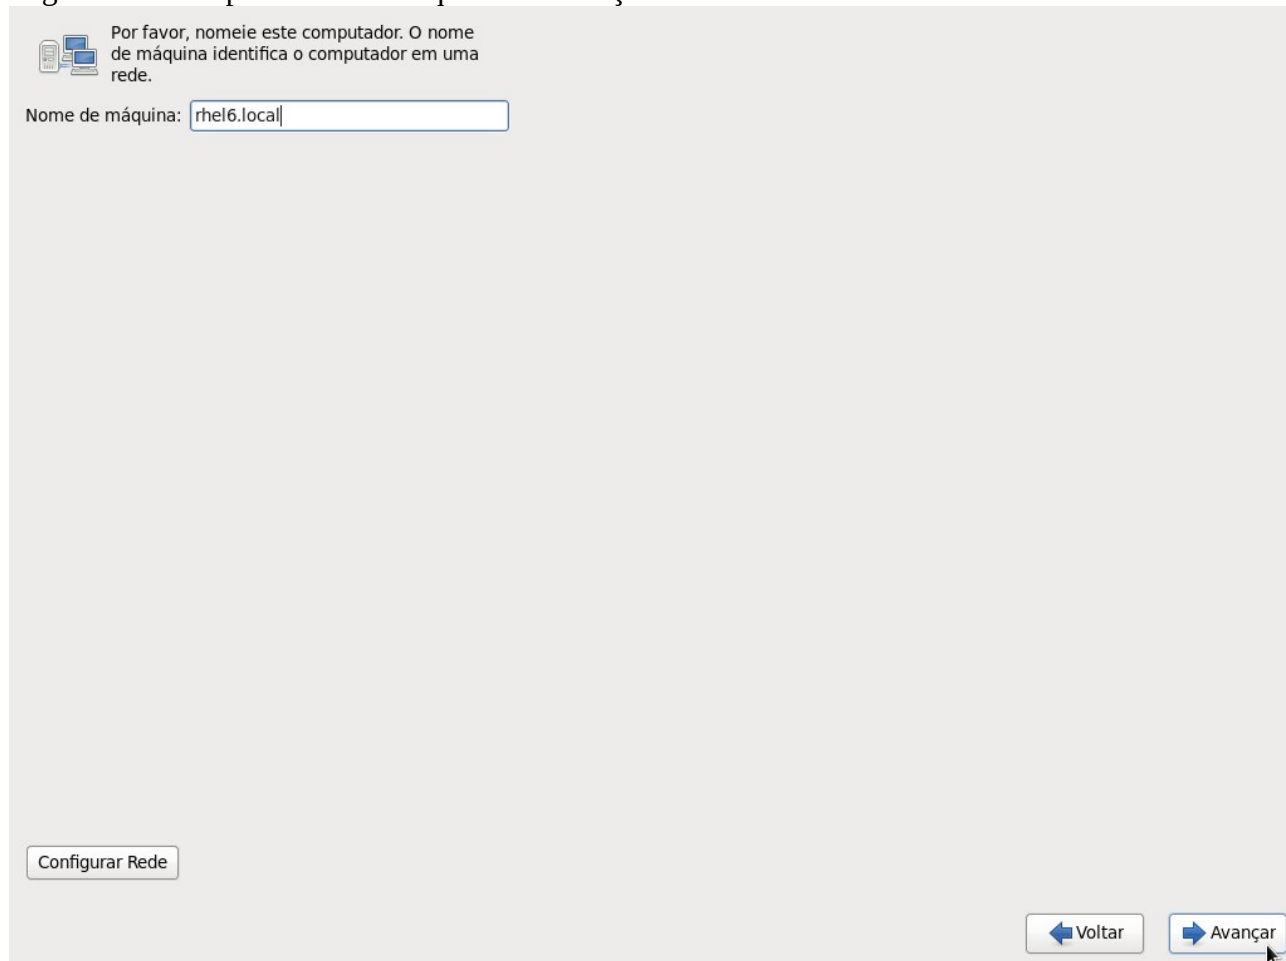 Por favor, nomeie este computador. O nome
de máquina identifica o computador em uma
rede.
Nome de máquina: rhel6.local
Configurar Rede
Voltar
Avançar